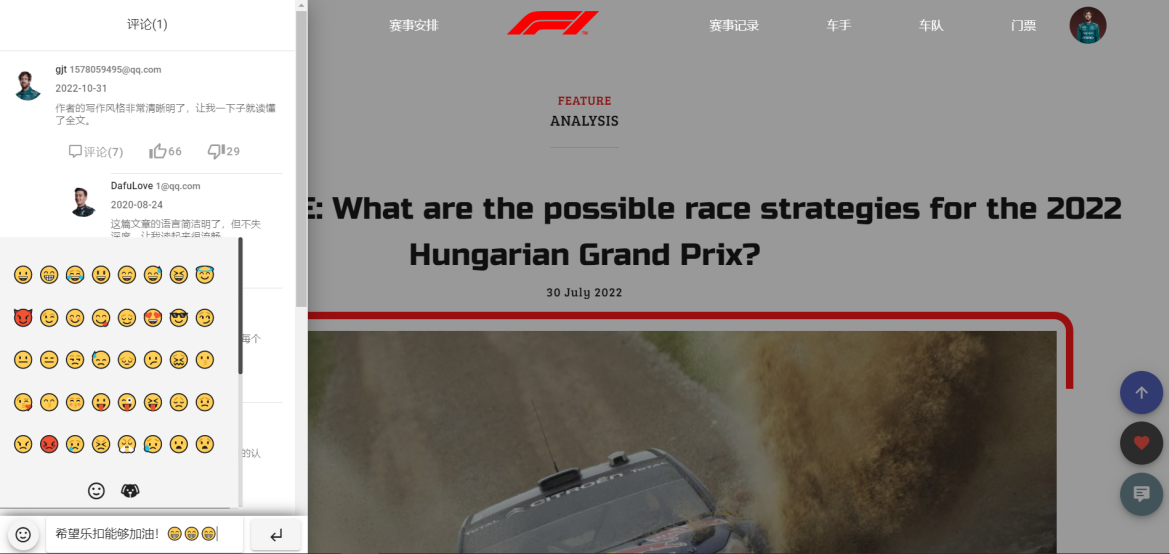 评论(1)
赛事安排
赛事记录
车手
车队
门票
gjt 1578059495@qq.com
2022-10-31
作者的写作风格非常清晰明了，让我一下子就读懂
了全文。
评论(7)
66
29
DafuLove 1@qq.com
2020-08-24
这篇文章的语言简洁明了，但不失
深度，让我读起来很流畅
每个
的认
希望乐扣能够加油！😁😁😁
FEATURE
ANALYSIS
E: What are the possible race strategies for the 2022
Hungarian Grand Prix?
30 July 2022
TOTAL
CITROËN
TOTAL